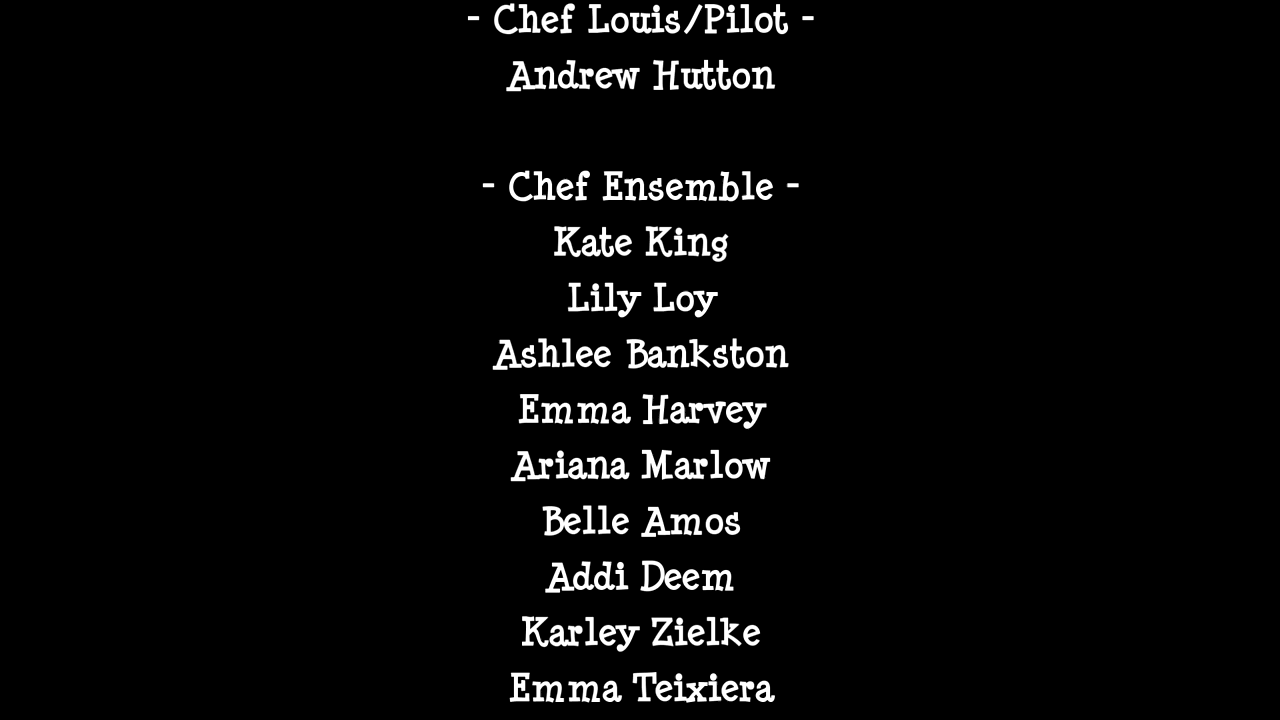 - Chef Louis/Pilot -
Andrew Hutton
- Chef Ensemble -
Kate King
Lily Loy
Ashlee Bankston
Emma Harvey
Ariana Marlow
Belle Amos
Addi Deem
Karley Zielke
Emma Teixiera